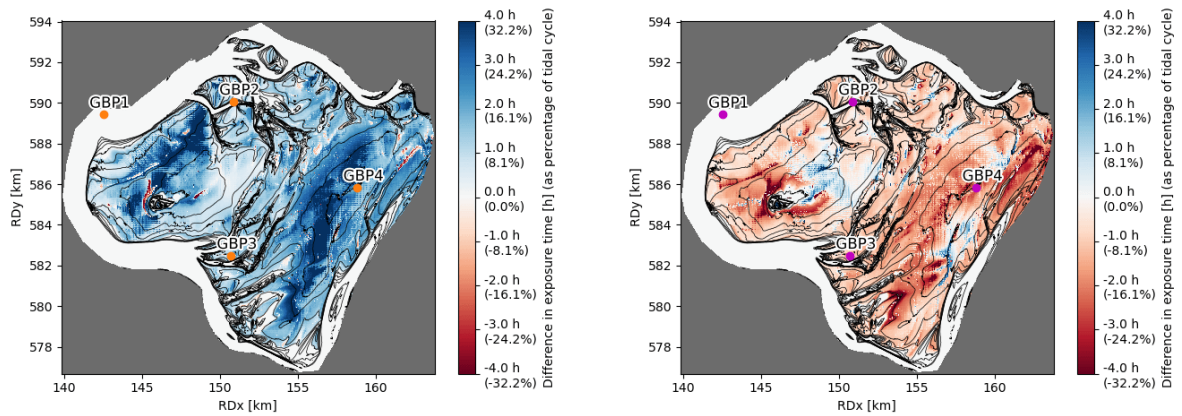 594
592
590
588
586
584
582
580
578
RDy [km]
140
145
150
155
160
RDx [km]
GBP1
GBP2
GBP4
GBP3
4.0 h
(32.2%)
3.0 h
(24.2%)
2.0 h
(16.1%)
1.0 h
(8.1%)
0.0 h
(0.0%)
-1.0 h
(-8.1%)
-2.0 h
(-16.1%)
-3.0 h
(-24.2%)
-4.0 h
(-32.2%)
Difference in exposure time [h] (as percentage of tidal cycle)
594
592
590
588
586
584
582
580
578
RDy [km]
140
145
150
155
160
RDx [km]
GBP1
GBP2
GBP4
GBP3
4.0 h
(32.2%)
3.0 h
(24.2%)
2.0 h
(16.1%)
1.0 h
(8.1%)
0.0 h
(0.0%)
-1.0 h
(-8.1%)
-2.0 h
(-16.1%)
-3.0 h
(-24.2%)
-4.0 h
(-32.2%)
Difference in exposure time [h] (as percentage of tidal cycle)